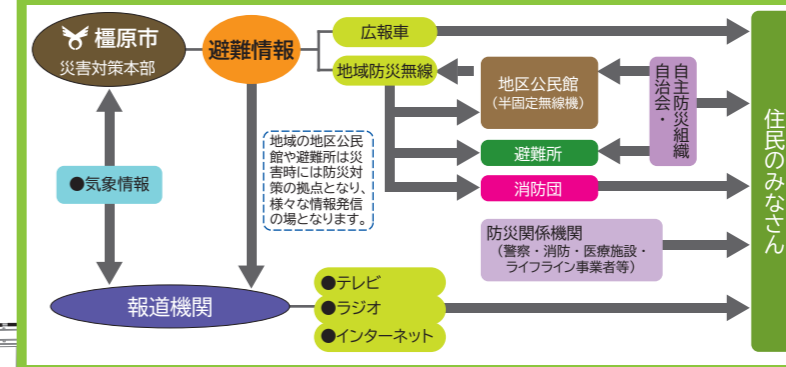 橿原市
災害対策本部
避難情報
広報車
地域防災無線
地区公民館
（半固定無線機）
自主防災組織
自治会・
避難所
消防団
住民のみなさん
●気象情報
地域の地区公民
館や避難所は災
害時には防災対
策の拠点となり、
様々な情報発信
の場となります。
防災関係機関
（警察・消防・医療施設・
ライフライン事業者等）
報道機関
●テレビ
●ラジオ
●インターネット